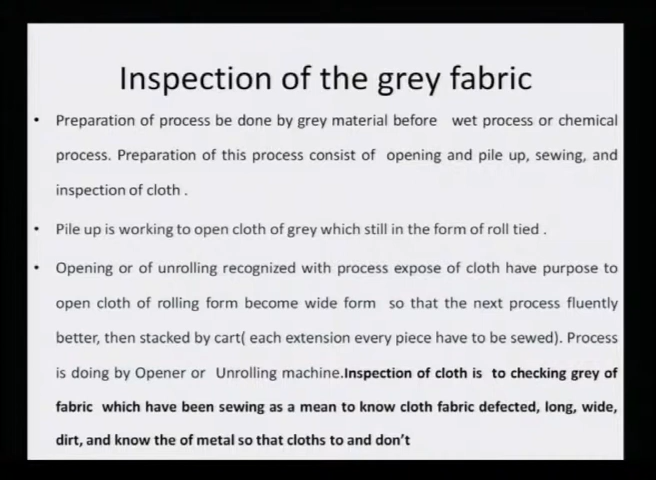 Inspection of the grey fabric
• Preparation of process be done by grey material before wet process or chemical
process. Preparation of this process consist of opening and pile up, sewing, and
inspection of cloth .
• Pile up is working to open cloth of grey which still in the form of roll tied .
• Opening or of unrolling recognized with process expose of cloth have purpose to
open cloth of rolling form become wide form so that the next process fluently
better, then stacked by cart( each extension every piece have to be sewed). Process
is doing by Opener or Unrolling machine.Inspection of cloth is to checking grey of
fabric which have been sewing as a mean to know cloth fabric defected, long, wide,
dirt, and know the of metal so that cloths to and don't